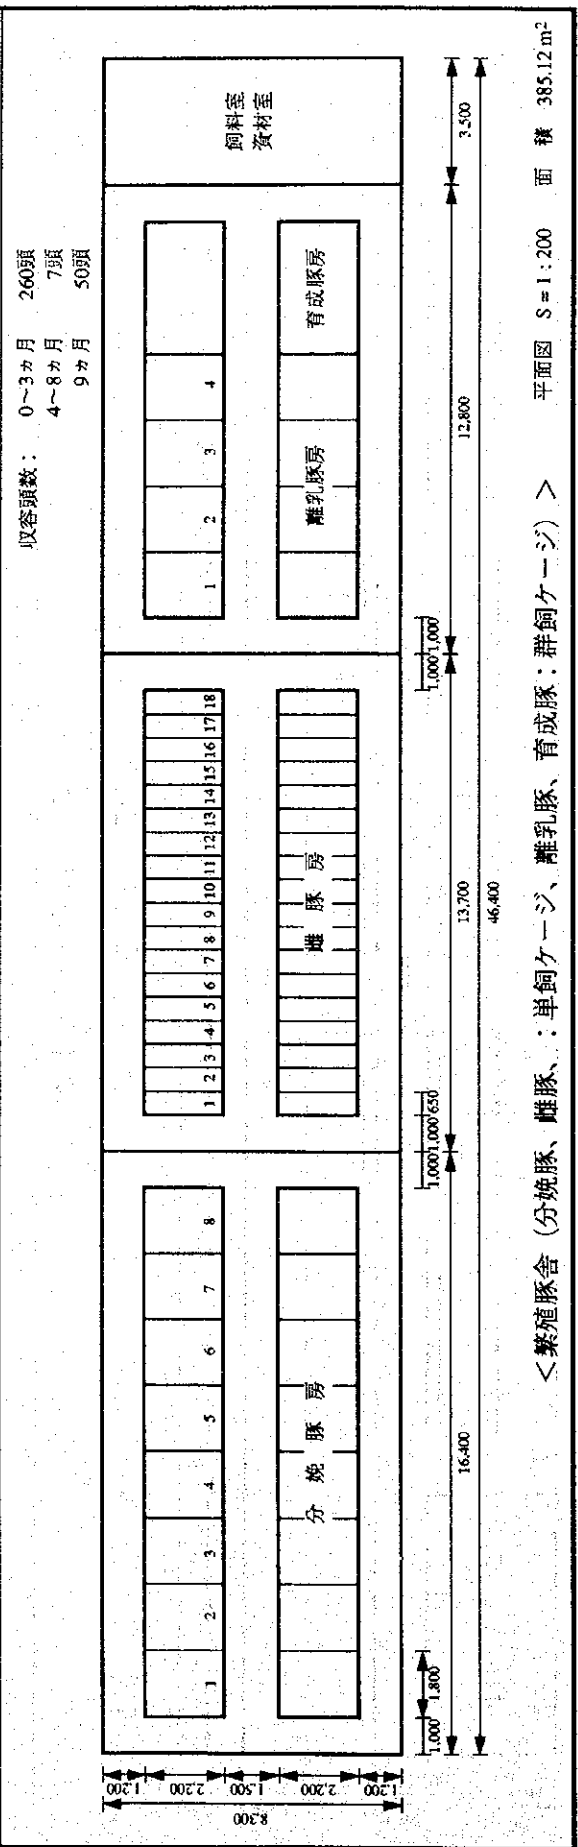 収容頭数： 0～3ヵ月 260頭
4～8ヵ月 7頭
9ヵ月 50頭
1 2 3 4 5 6 7 8
分娩豚房
1 2 3 4 5 6 7 8 9 10 11 12 13 14 15 16 17 18
雌豚房
1 2 3 4
離乳豚房 育成豚房
飼料室
資材室
1,200
2,200
1,500
2,200
1,200
8,300
1,000 1,800 1,000 1,000 650 1,000 1,000
16,400 13,700 12,800 3,500
46,400
＜繁殖豚舎（分娩豚、雌豚、：単飼ケージ、離乳豚、育成豚：群飼ケージ）＞ 平面図 S＝1：200 面積 385.12 m²